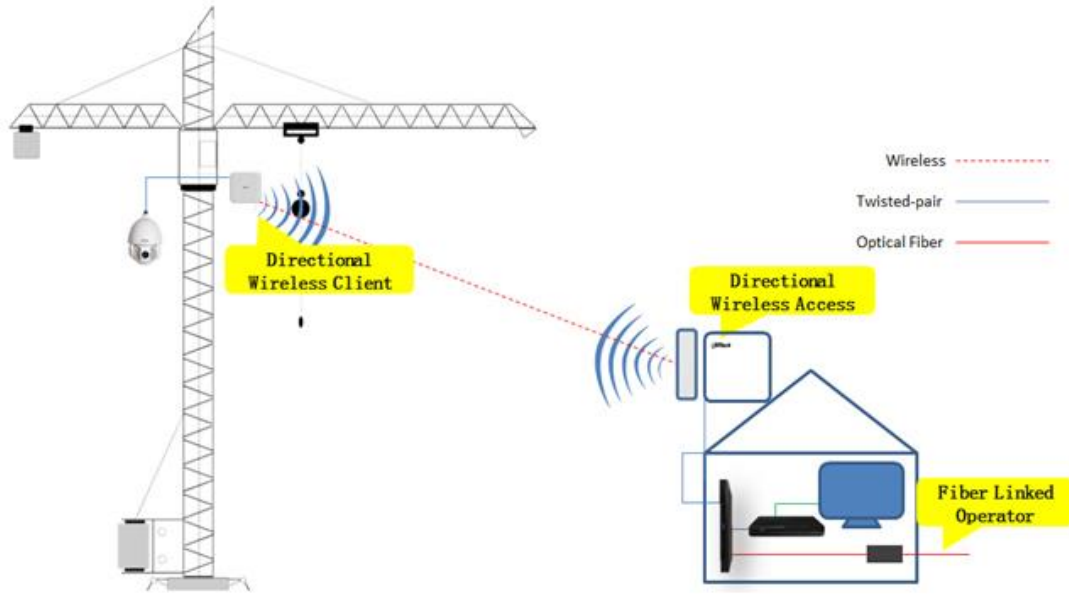 Wireless
Twisted-pair
Optical Fiber
Directional
Wireless Client
Directional
Wireless Access
Fiber Linked
Operator